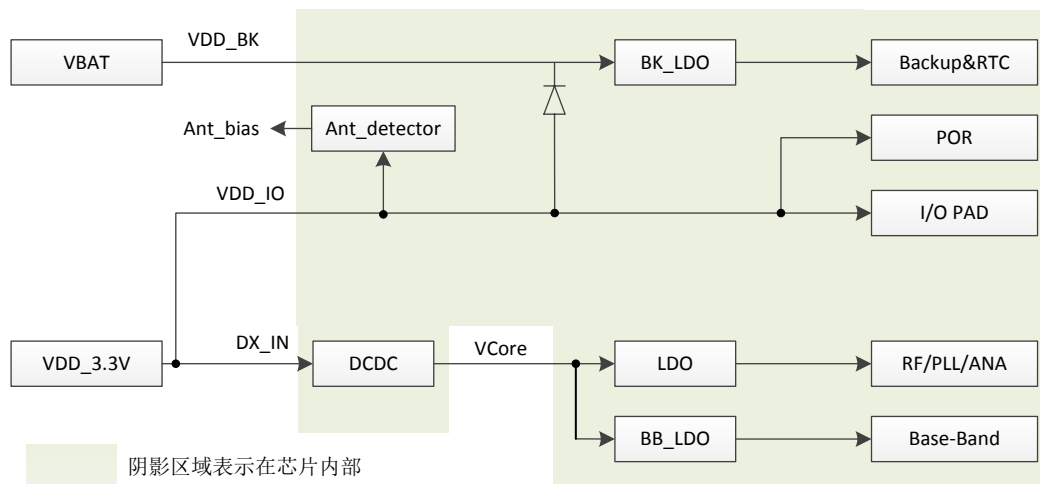 VDD_BK
VBAT
BK_LDO
Backup&RTC
Ant_bias
Ant_detector
POR
VDD_IO
I/O PAD
DX_IN
VCore
VDD_3.3V
DCDC
LDO
RF/PLL/ANA
BB_LDO
Base-Band
阴影区域表示在芯片内部